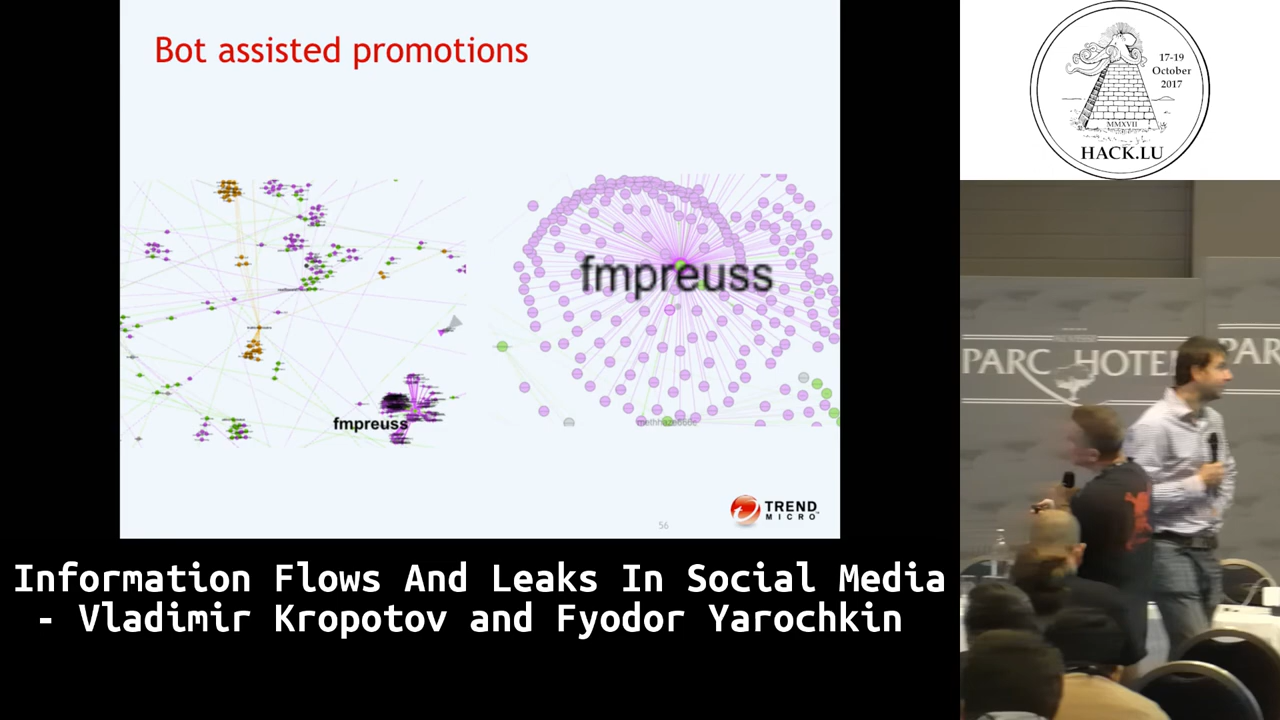 Bot assisted promotions
fmpreuss
fmpreuss
56
TREND
MICRO
17-19
October
2017
MMXVII
HACK.LU
PARC HOTEL
PAR
Information Flows And Leaks In Social Media
- Vladimir Kropotov and Fyodor Yarochkin